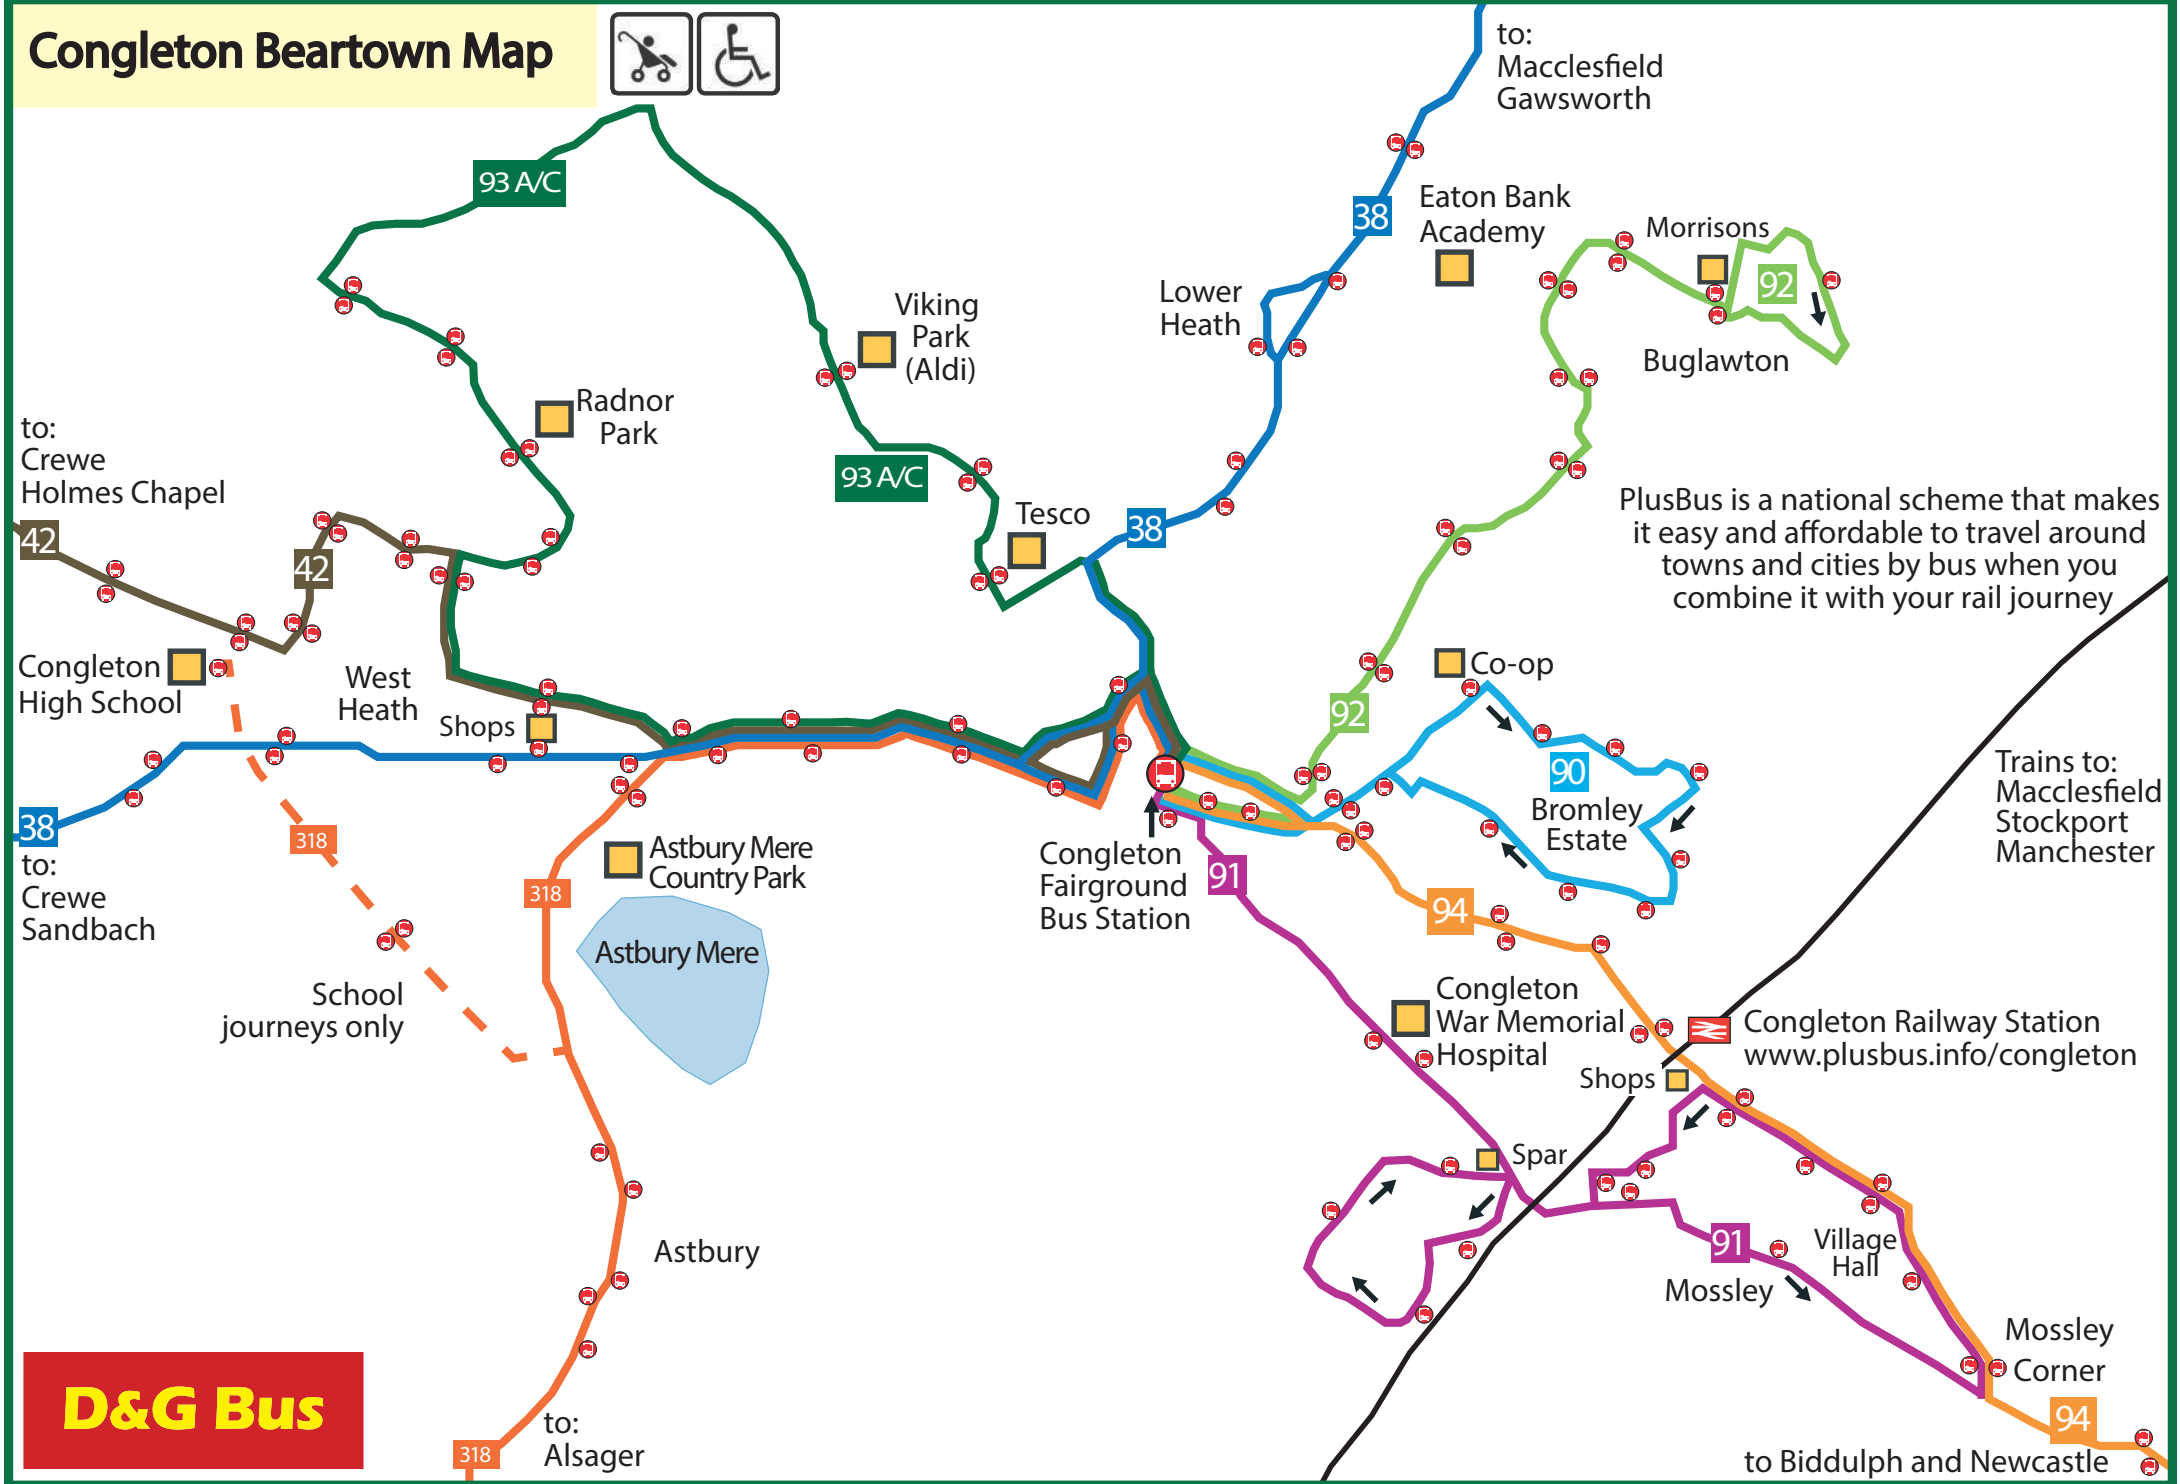 Congleton Beartown Map
to:
Macclesfield
Gawsworth
93 A/C
38
Eaton Bank
Academy
Morrisons
92
Lower
Heath
Viking
Park
(Aldi)
Buglawton
Radnor
Park
to:
Crewe
Holmes Chapel
93 A/C
42
42
Tesco
38
PlusBus is a national scheme that makes
it easy and affordable to travel around
towns and cities by bus when you
combine it with your rail journey
Congleton
High School
West
Heath
Shops
Co-op
92
90
Bromley
Estate
Trains to:
Macclesfield
Stockport
Manchester
38
to:
Crewe
Sandbach
318
318
Astbury Mere
Country Park
Astbury Mere
Congleton
Fairground
Bus Station
91
94
School
journeys only
Congleton
War Memorial
Hospital
Congleton Railway Station
www.plusbus.info/congleton
Shops
Spar
91
Village
Hall
Mossley
Astbury
Mossley
Corner
D&G Bus
318
to:
Alsager
94
to Biddulph and Newcastle